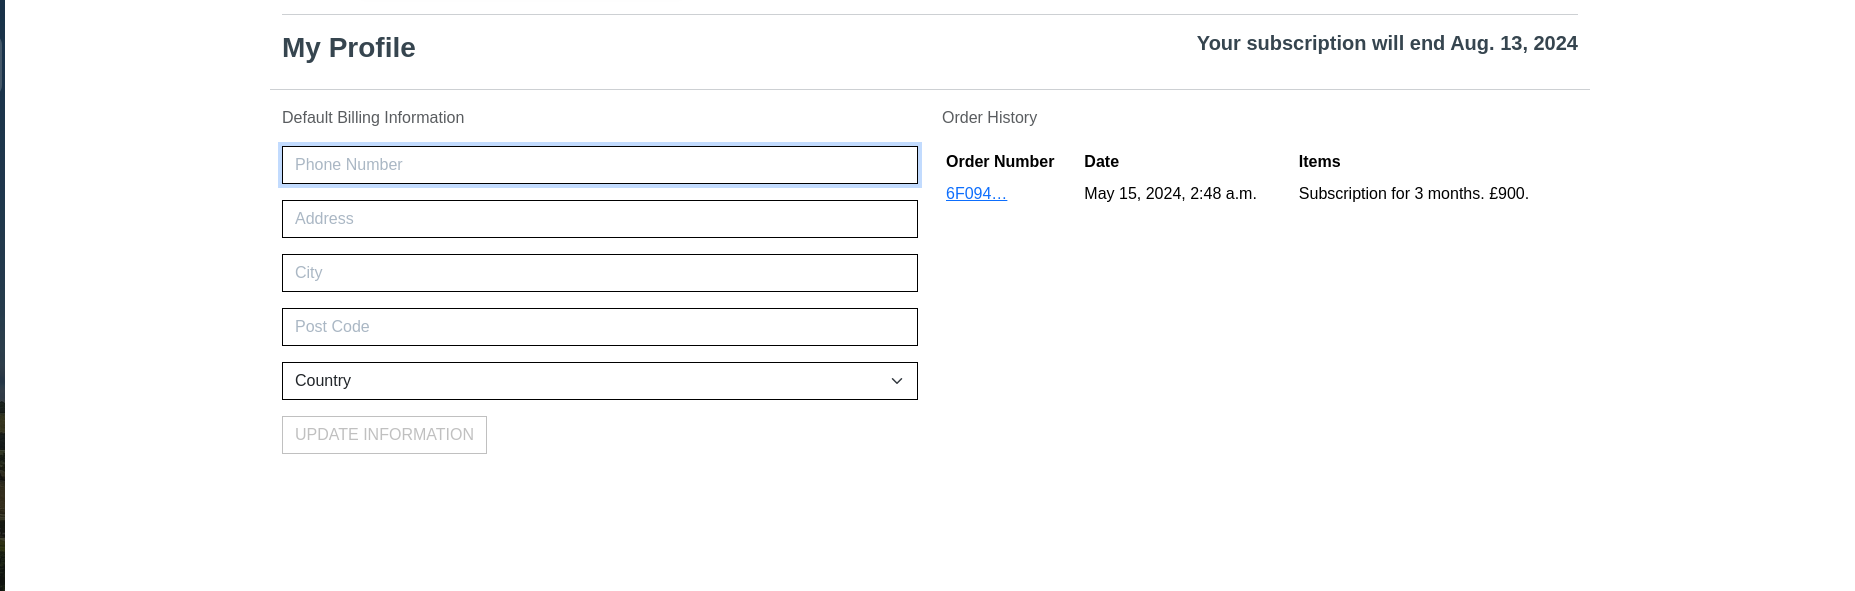 My Profile
Your subscription will end Aug. 13, 2024
Default Billing Information
Phone Number
Address
City
Post Code
Country
UPDATE INFORMATION
Order History
Order Number Date Items
6F094… May 15, 2024, 2:48 a.m. Subscription for 3 months. £900.